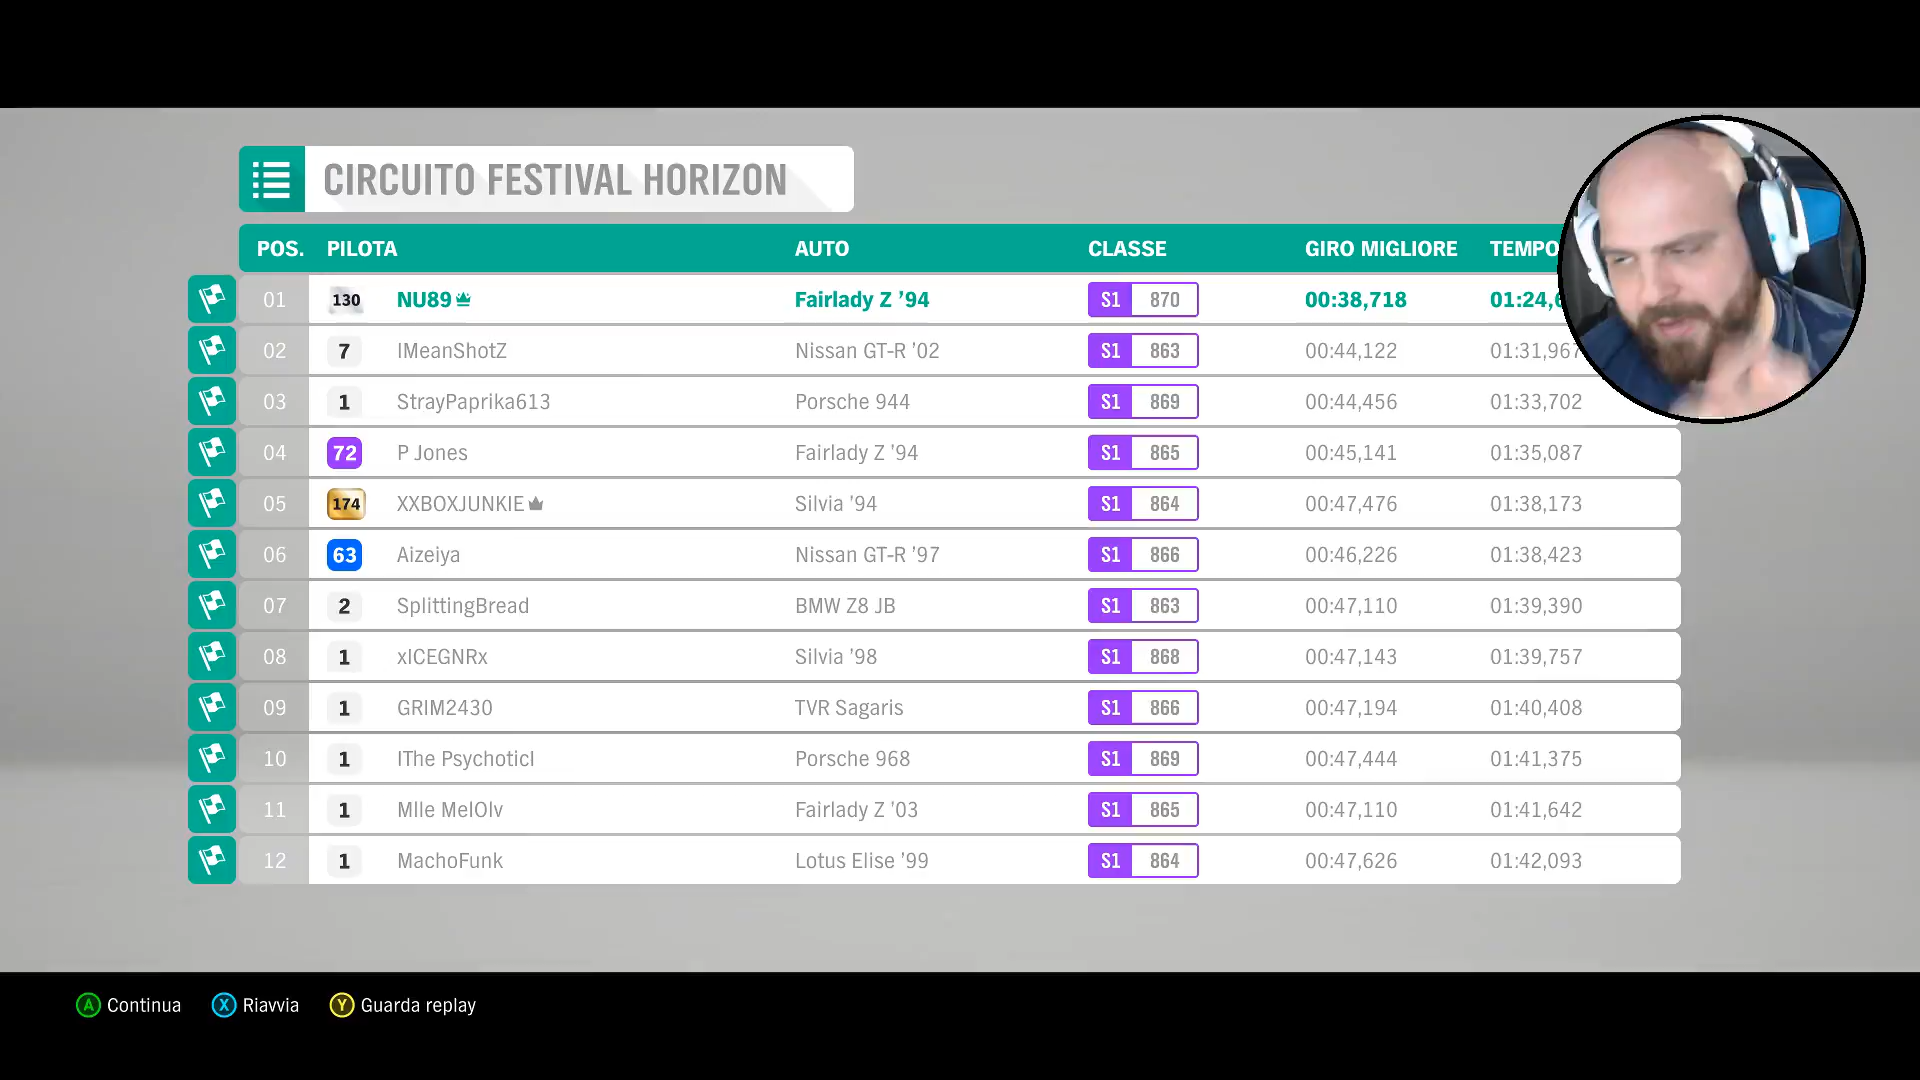 CIRCUITO FESTIVAL HORIZON
POS. PILOTA AUTO CLASSE GIRO MIGLIORE TEMPO
01 130 NU89 Fairlady Z ’94 S1 870 00:38,718 01:24,
02 7 IMeanShotZ Nissan GT-R ’02 S1 863 00:44,122 01:31,967
03 1 StrayPaprika613 Porsche 944 S1 869 00:44,456 01:33,702
04 72 P Jones Fairlady Z ’94 S1 865 00:45,141 01:35,087
05 174 XXBOXJUNKIE Silvia ’94 S1 864 00:47,476 01:38,173
06 63 Aizeiya Nissan GT-R ’97 S1 866 00:46,226 01:38,423
07 2 SplittingBread BMW Z8 JB S1 863 00:47,110 01:39,390
08 1 xICEGNRx Silvia ’98 S1 868 00:47,143 01:39,757
09 1 GRIM2430 TVR Sagaris S1 866 00:47,194 01:40,408
10 1 IThe PsychoticI Porsche 968 S1 869 00:47,444 01:41,375
11 1 Mlle MelOlv Fairlady Z ’03 S1 865 00:47,110 01:41,642
12 1 MachoFunk Lotus Elise ’99 S1 864 00:47,626 01:42,093
A Continua X Riavvia Y Guarda replay